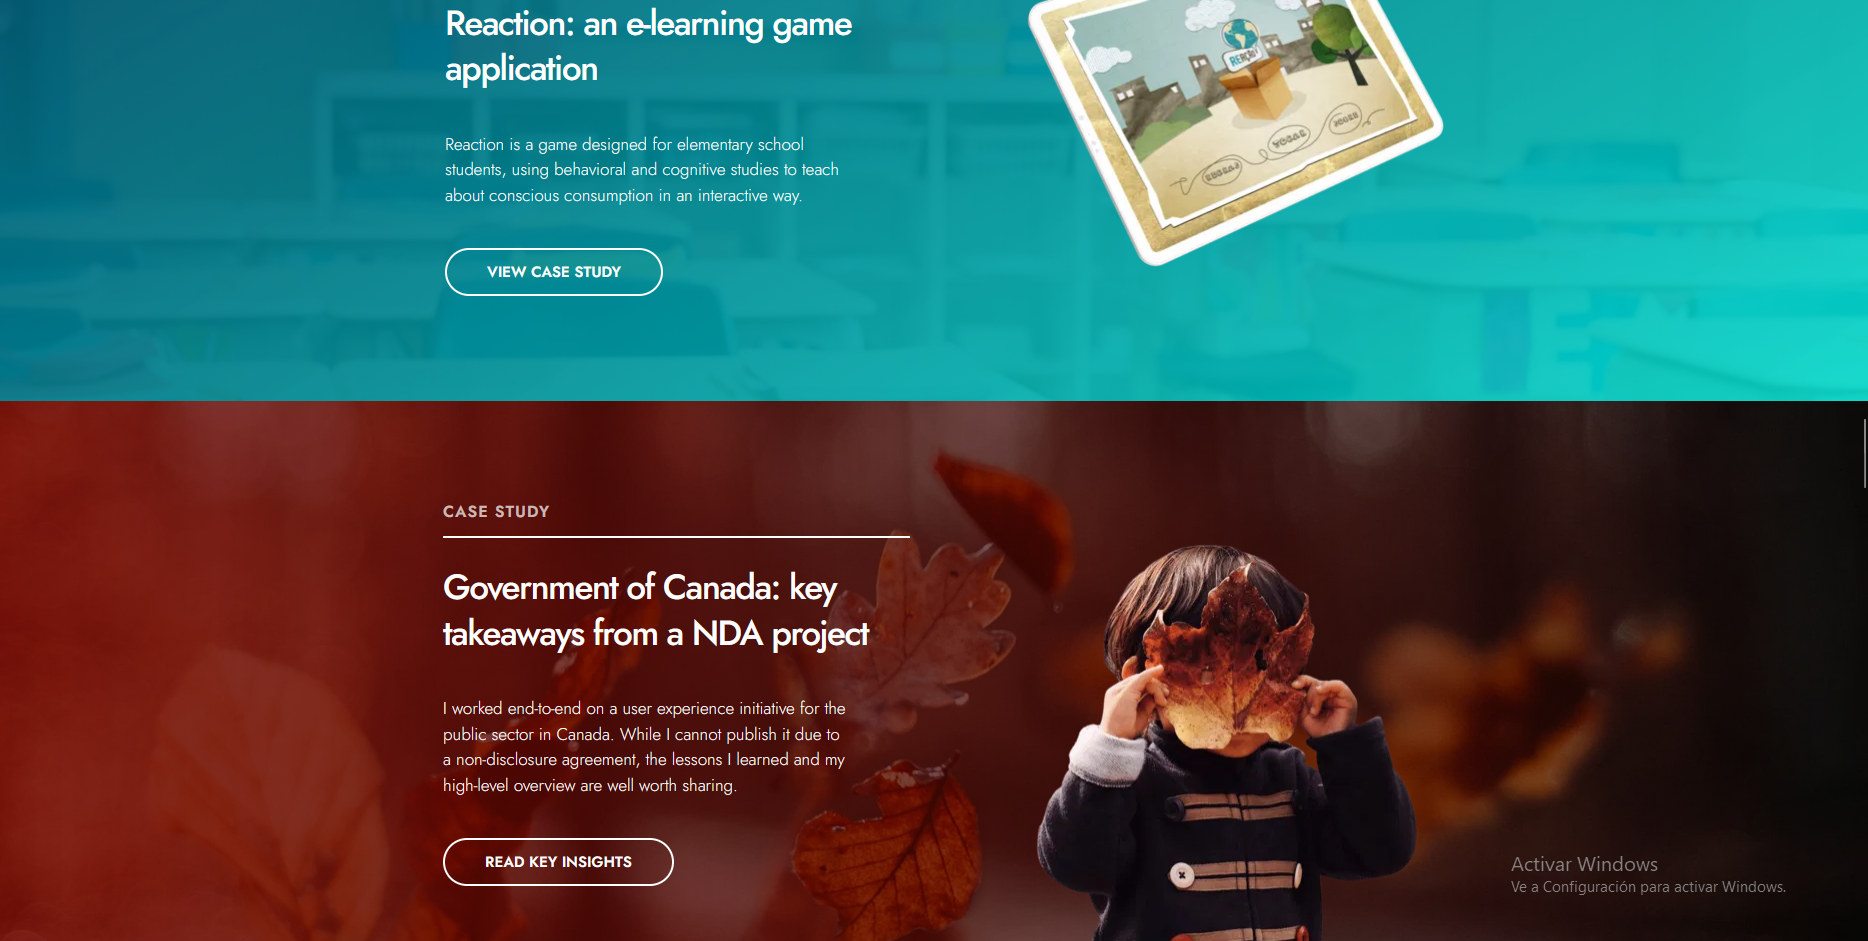 Reaction: an e-learning game
application
Reaction is a game designed for elementary school
students, using behavioral and cognitive studies to teach
about conscious consumption in an interactive way.
VIEW CASE STUDY
CASE STUDY
Government of Canada: key
takeaways from a NDA project
I worked end-to-end on a user experience initiative for the
public sector in Canada. While I cannot publish it due to
a non-disclosure agreement, the lessons I learned and my
high-level overview are well worth sharing.
READ KEY INSIGHTS
Activar Windows
Ve a Configuración para activar Windows.